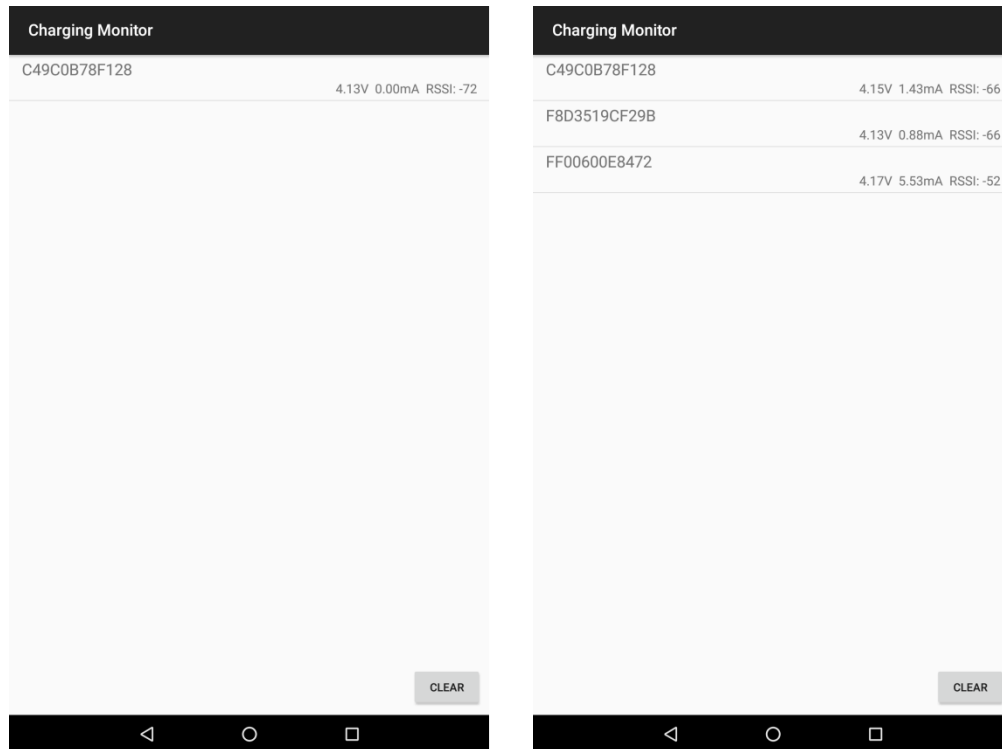 Charging Monitor
C49C0B78F128
4.13V 0.00mA RSSI: -72
CLEAR
Charging Monitor
C49C0B78F128
4.15V 1.43mA RSSI: -66
F8D3519CF29B
4.13V 0.88mA RSSI: -66
FF00600E8472
4.17V 5.53mA RSSI: -52
CLEAR